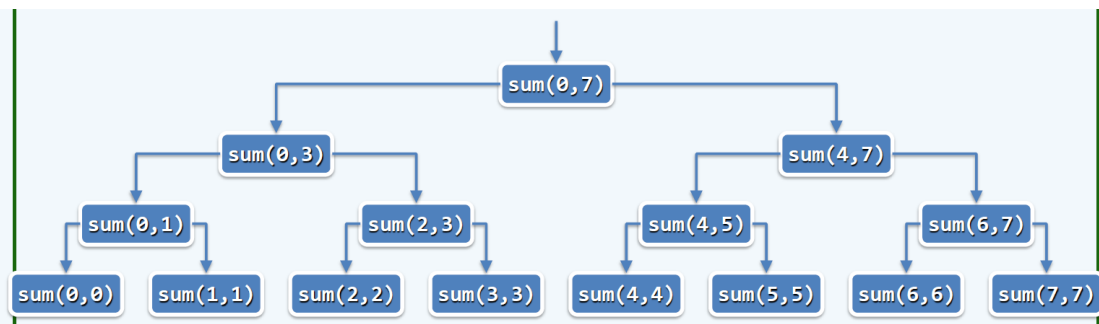 sum(0,7)
sum(0,3) sum(4,7)
sum(0,1) sum(2,3) sum(4,5) sum(6,7)
sum(0,0) sum(1,1) sum(2,2) sum(3,3) sum(4,4) sum(5,5) sum(6,6) sum(7,7)